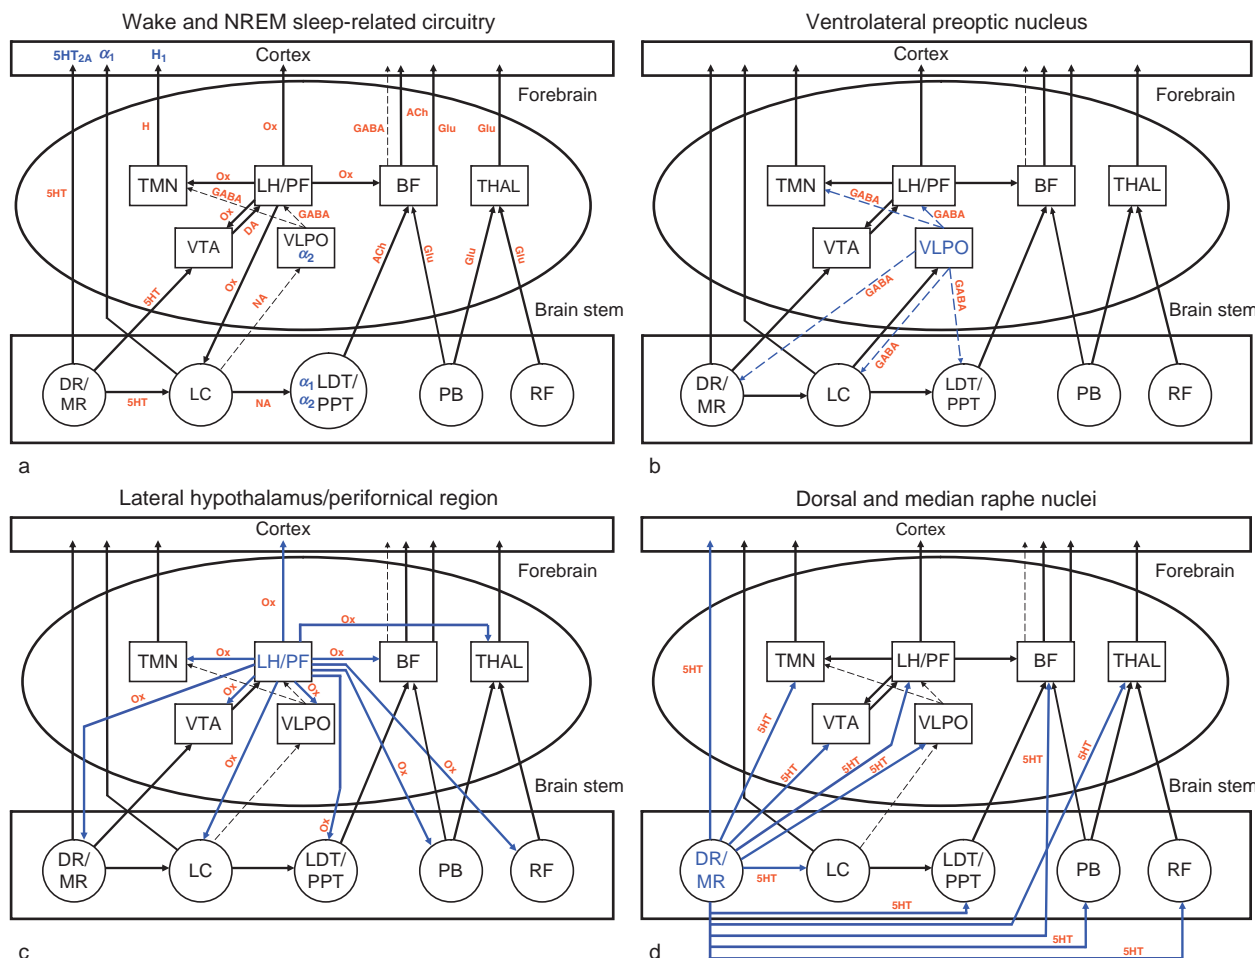 Wake and NREM sleep-related circuitry
5HT2A α1 H1 Cortex
Forebrain
H Ox GABA ACh Glu Glu
5HT
TMN Ox LH/PF Ox BF THAL
GABA
Ox DA GABA
VTA VLPO
α2
5HT Ox NA ACh Glu Glu Glu
Brain stem
DR/
MR
5HT
LC
NA
α1 LDT/
α2 PPT
PB
RF
a
Ventrolateral preoptic nucleus
Cortex
Forebrain
TMN LH/PF BF THAL
GABA GABA
VTA VLPO
GABA GABA
GABA
Brain stem
DR/
MR
LC
LDT/
PPT
PB
RF
b
Lateral hypothalamus/perifornical region
Cortex
Forebrain
Ox
Ox
TMN Ox LH/PF Ox BF THAL
Ox Ox Ox
VTA VLPO
Ox Ox Ox
Brain stem
Ox
DR/
MR
LC
LDT/
PPT
PB
RF
c
Dorsal and median raphe nuclei
Cortex
Forebrain
5HT
TMN LH/PF BF THAL
5HT
VTA VLPO
5HT 5HT 5HT 5HT 5HT
Brain stem
DR/
MR
5HT
LC
LDT/
PPT
PB
RF
5HT
5HT
5HT
d